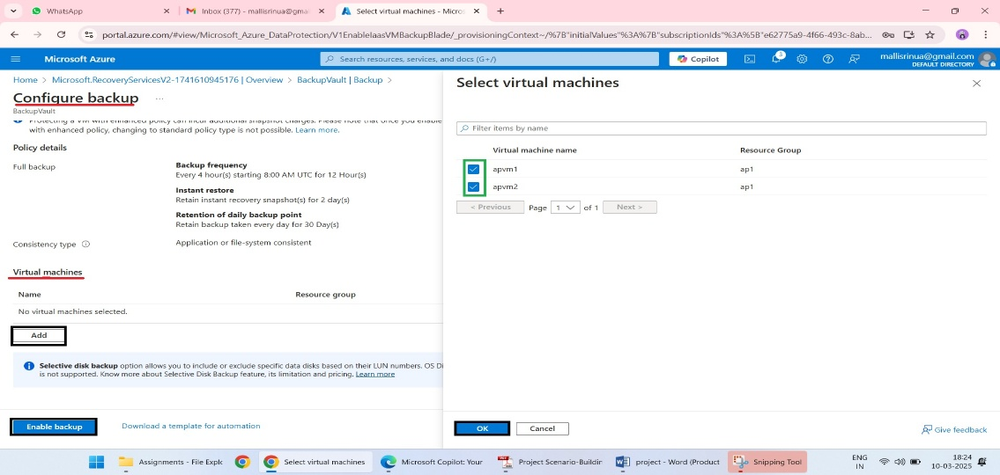 WhatsApp
Inbox (377) - mallisrinua@gmai
Select virtual machines - Micros
portal.azure.com/#view/Microsoft_Azure_DataProtection/V1EnableIaasVMBackupBlade/_provisioningContext~/%7B"initialValues"%3A%7B"subscriptionIds"%3A%5B"e62775a9-4f66-493c-8ab...
Microsoft Azure
Search resources, services, and docs (G+/)
Copilot
3
mallisrinua@gmail.com
DEFAULT DIRECTORY
Home > Microsoft.RecoveryServicesV2-1741610945176 | Overview > BackupVault | Backup >
Configure backup ...
BackupVault
Protecting a VM with enhanced policy can incur additional snapshot charges. Please note that once you enable
with enhanced policy, changing to standard policy type is not possible. Learn more.
Policy details
Full backup
Backup frequency
Every 4 hour(s) starting 8:00 AM UTC for 12 Hour(s)
Instant restore
Retain instant recovery snapshot(s) for 2 day(s)
Retention of daily backup point
Retain backup taken every day for 30 Day(s)
Consistency type
Application or file-system consistent
Virtual machines
Name Resource group
No virtual machines selected.
Add
Selective disk backup option allows you to include or exclude specific data disks based on their LUN numbers. OS Di
is not supported. Know more about Selective Disk Backup feature, its limitation and pricing. Learn more
Enable backup
Download a template for automation
Select virtual machines
Filter items by name
Virtual machine name Resource Group
apvm1 ap1
apvm2 ap1
< Previous Page 1 of 1 Next >
OK
Cancel
Give feedback
Assignments - File Explo
Select virtual machines
Microsoft Copilot: Your
Project Scenario-Buildin
project - Word (Product
Snipping Tool
ENG
IN
18:24
10-03-2025